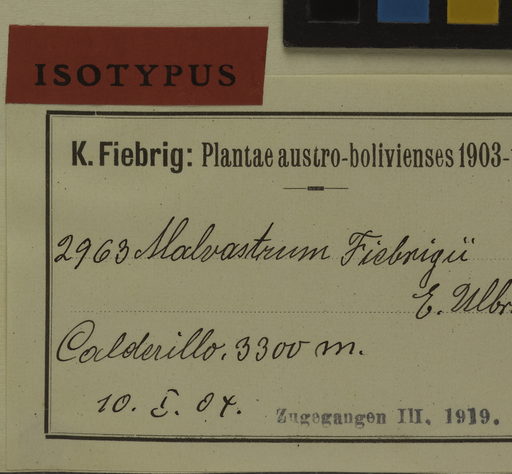 ISOTYPUS
K. Fiebrig: Plantae austro-bolivienses 1903-
2963 Malvastrum Fiebrigii
E. Ulbr
Calderillo, 3300 m.
10. I. 04.
Zugegangen III. 1919.